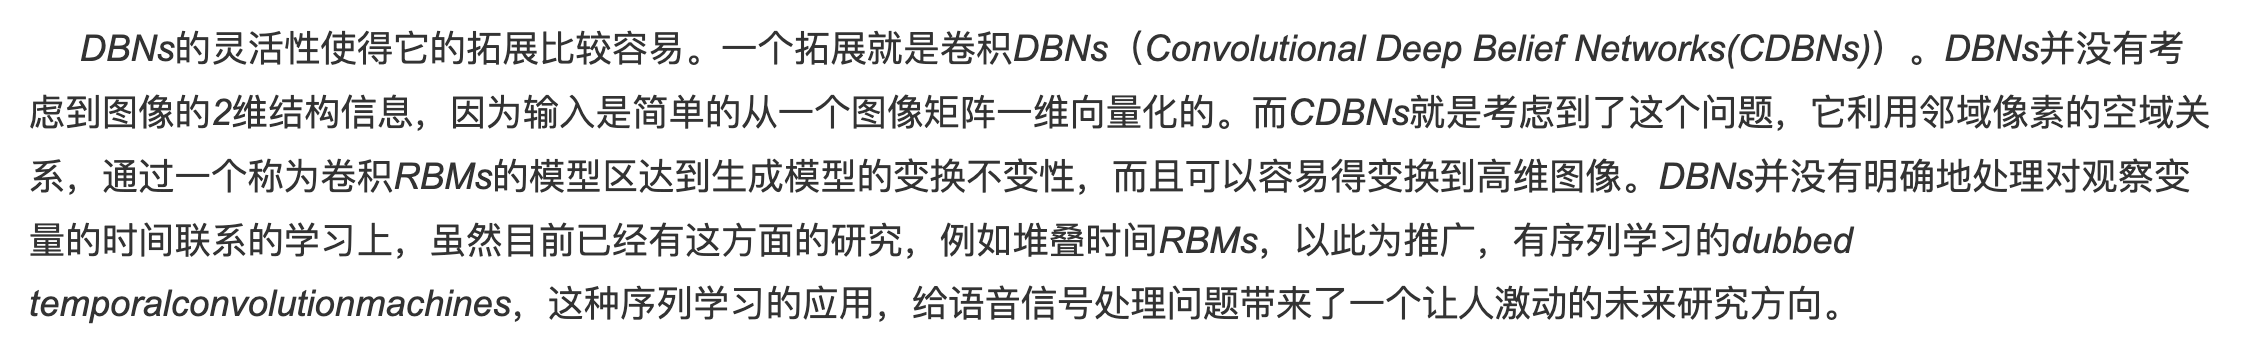 DBNs的灵活性使得它的拓展比较容易。一个拓展就是卷积DBNs（Convolutional Deep Belief Networks(CDBNs)）。DBNs并没有考
虑到图像的2维结构信息，因为输入是简单的从一个图像矩阵一维向量化的。而CDBNs就是考虑到了这个问题，它利用邻域像素的空域关
系，通过一个称为卷积RBMs的模型区达到生成模型的变换不变性，而且可以容易得变换到高维图像。DBNs并没有明确地处理对观察变
量的时间联系的学习上，虽然目前已经有这方面的研究，例如堆叠时间RBMs，以此为推广，有序列学习的dubbed
temporalconvolutionmachines，这种序列学习的应用，给语音信号处理问题带来了一个让人激动的未来研究方向。